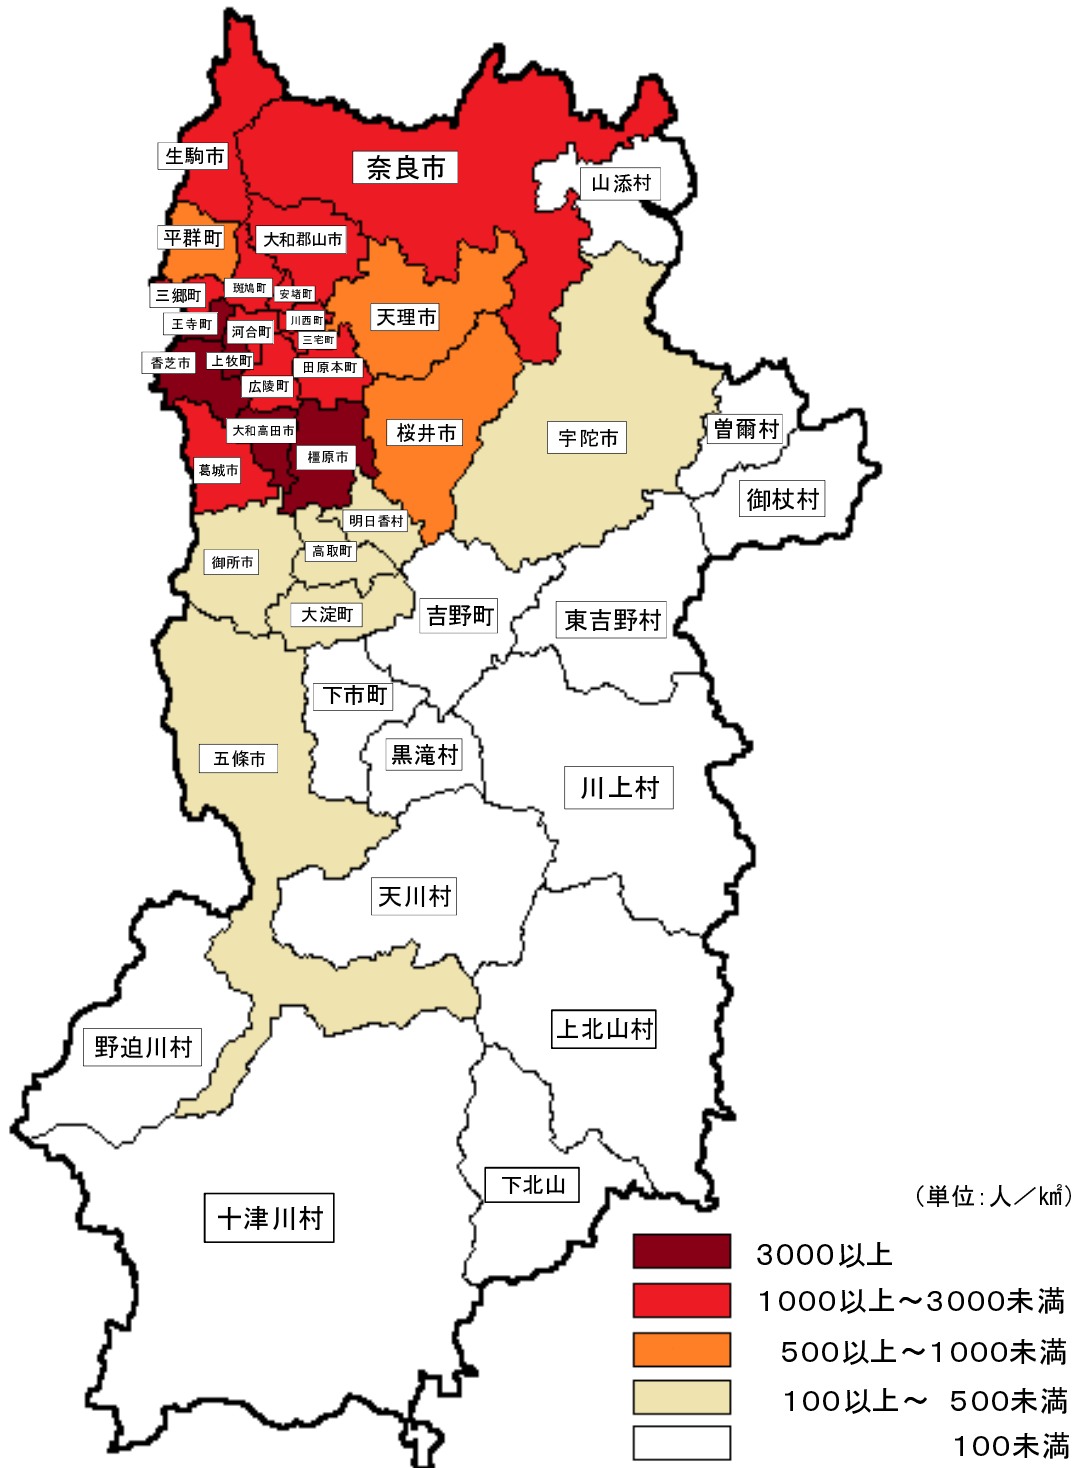 生駒市
奈良市
山添村
平群町
大和郡山市
斑鳩町
安堵町
三郷町
天理市
王寺町
河合町
川西町
三宅町
香芝市
上牧町
田原本町
広陵町
大和高田市
桜井市
宇陀市
曽爾村
橿原市
葛城市
御杖村
明日香村
高取町
御所市
大淀町
吉野町
東吉野村
下市町
五條市
黒滝村
川上村
天川村
上北山村
野迫川村
下北山
十津川村
(単位:人/k㎡)
3000以上
1000以上~3000未満
500以上~1000未満
100以上~ 500未満
100未満